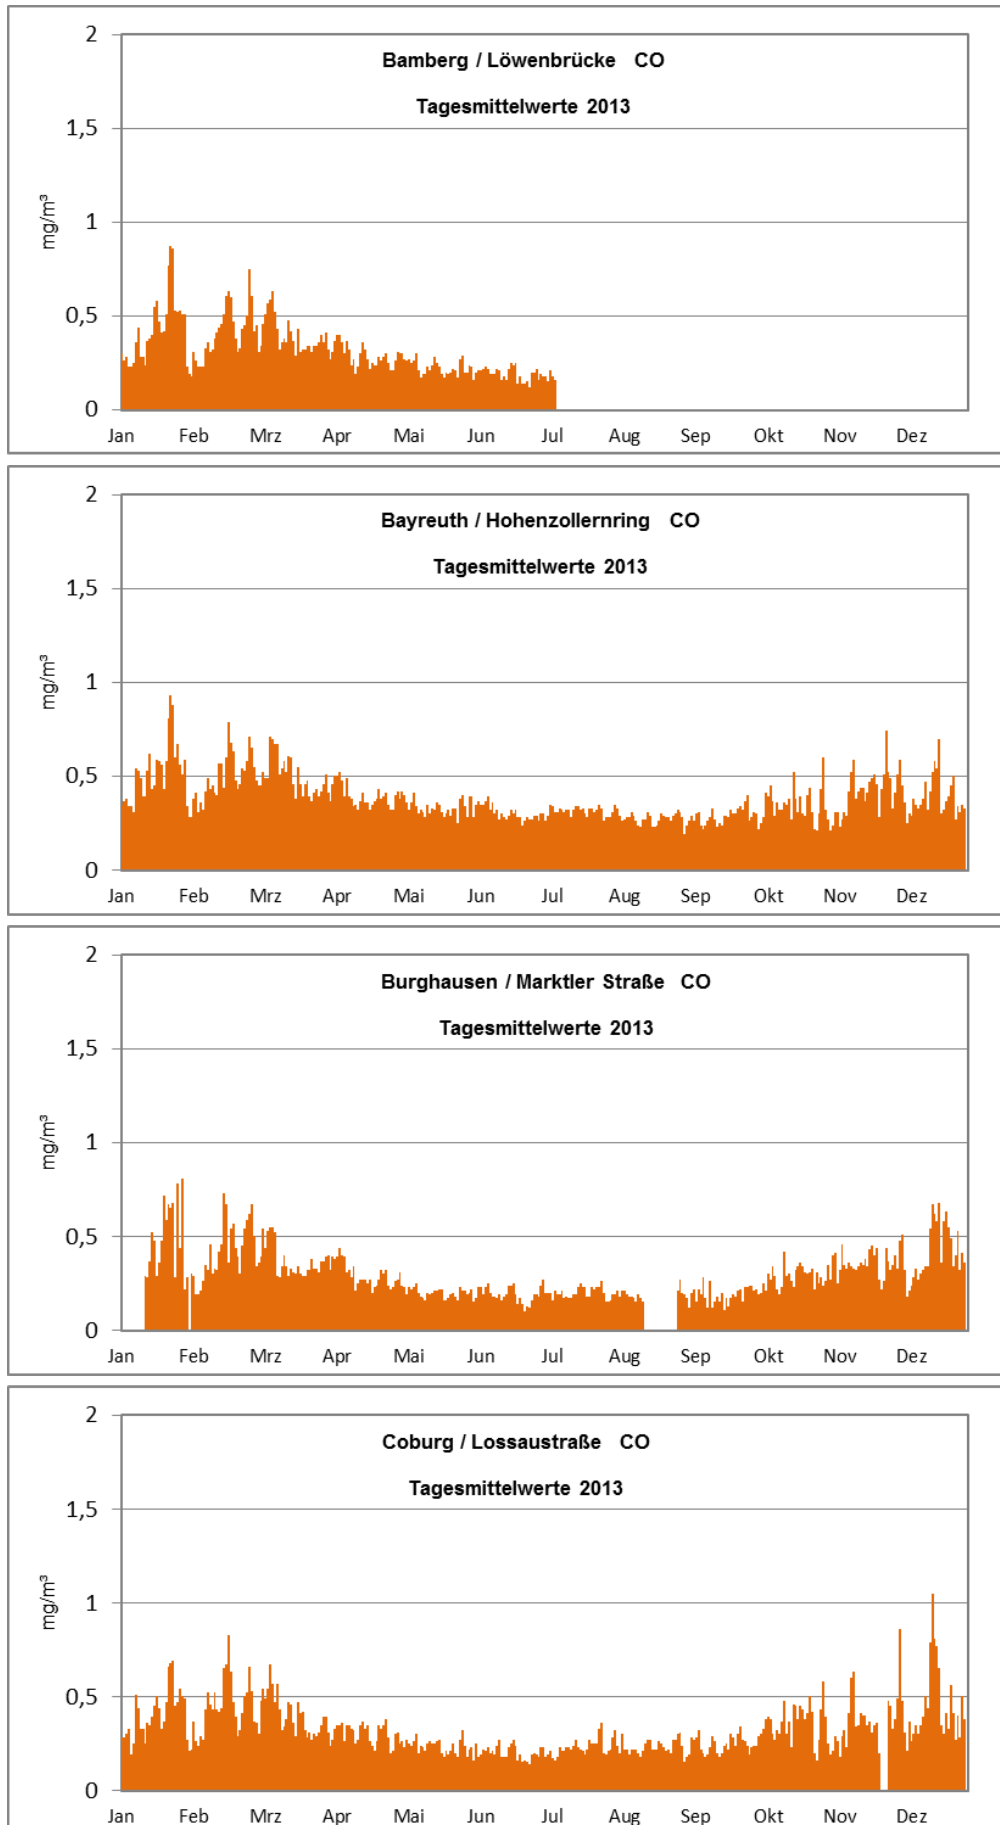 Bamberg / Löwenbrücke CO
Tagesmittelwerte 2013
2
1,5
1
0,5
0
mg/m³
Jan Feb Mrz Apr Mai Jun Jul Aug Sep Okt Nov Dez
Bayreuth / Hohenzollernring CO
Tagesmittelwerte 2013
2
1,5
1
0,5
0
mg/m³
Jan Feb Mrz Apr Mai Jun Jul Aug Sep Okt Nov Dez
Burghausen / Marktler Straße CO
Tagesmittelwerte 2013
2
1,5
1
0,5
0
mg/m³
Jan Feb Mrz Apr Mai Jun Jul Aug Sep Okt Nov Dez
Coburg / Lossaustraße CO
Tagesmittelwerte 2013
2
1,5
1
0,5
0
mg/m³
Jan Feb Mrz Apr Mai Jun Jul Aug Sep Okt Nov Dez